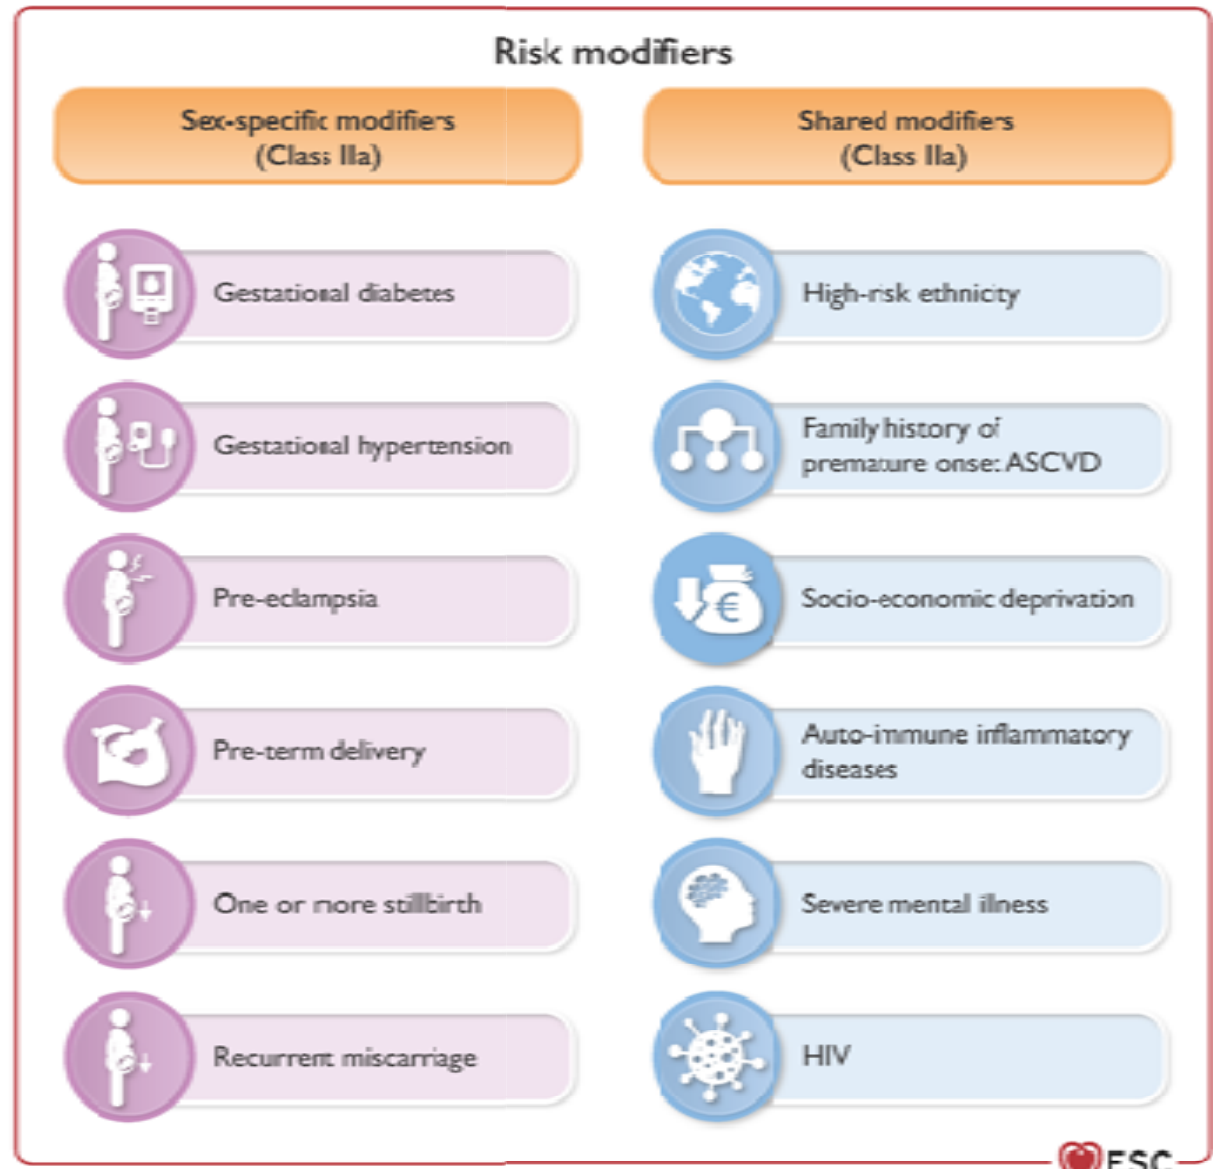 Risk modifiers
Sex-specific modifiers
(Class IIa)
Gestational diabetes
Gestational hypertension
Pre-eclampsia
Pre-term delivery
One or more stillbirth
Recurrent miscarriage
Shared modifiers
(Class IIa)
High-risk ethnicity
Family history of
premature onset ASCVD
€
Socio-economic deprivation
Auto-immune inflammatory
diseases
Severe mental illness
HIV
ESC